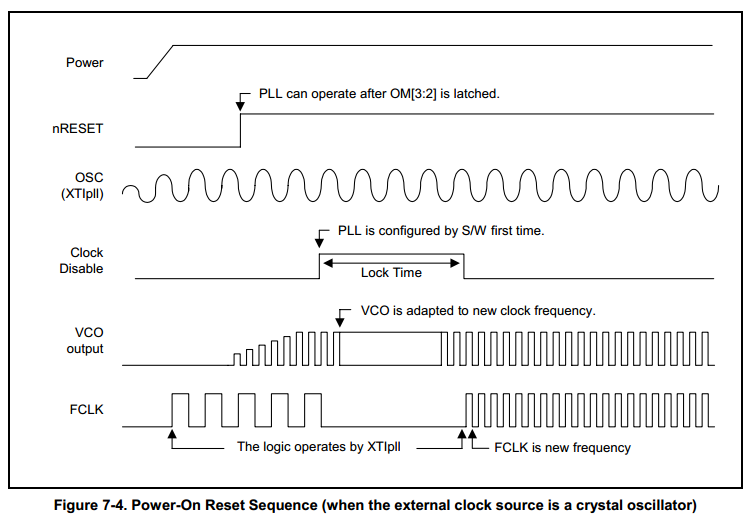 Power
PLL can operate after OM[3:2] is latched.
nRESET
OSC
(XTIpll)
PLL is configured by S/W first time.
Clock
Disable
Lock Time
VCO is adapted to new clock frequency.
VCO
output
FCLK
The logic operates by XTIpll
FCLK is new frequency
Figure 7-4. Power-On Reset Sequence (when the external clock source is a crystal oscillator)